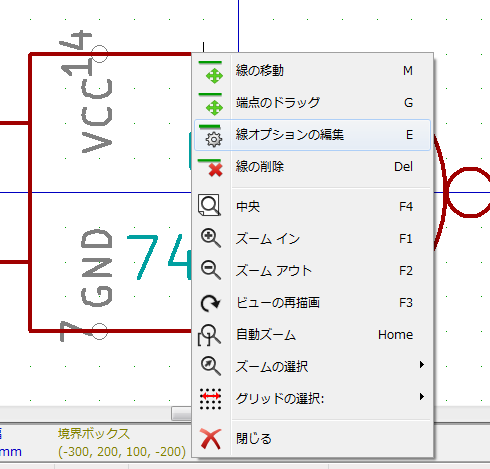 14
VCC
GND
7
74
線の移動 M
端点のドラッグ G
線オプションの編集 E
線の削除 Del
中央 F4
ズーム イン F1
ズーム アウト F2
ビューの再描画 F3
自動ズーム Home
ズームの選択
グリッドの選択:
閉じる
境界ボックス
mm (-300, 200, 100, -200)